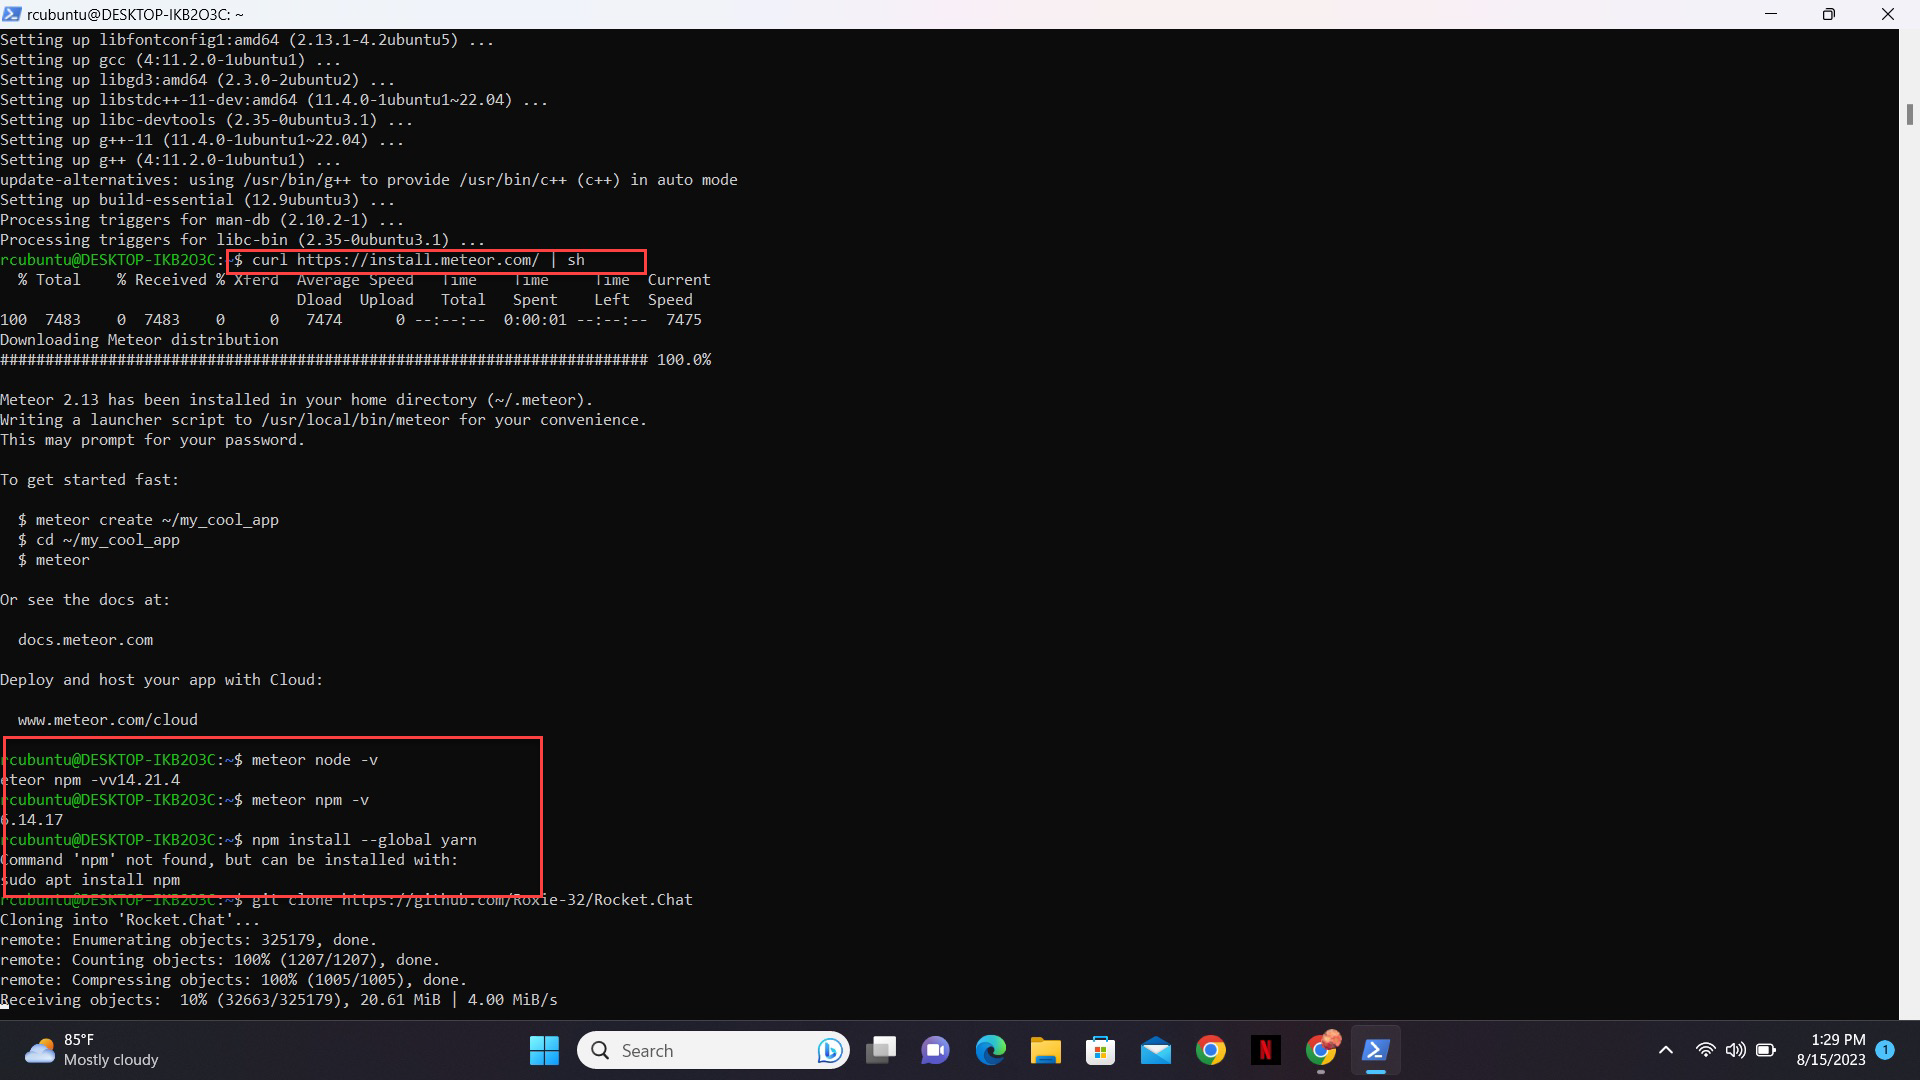 rcubuntu@DESKTOP-IKB2O3C: ~
Setting up libfontconfig1:amd64 (2.13.1-4.2ubuntu5) ...
Setting up gcc (4:11.2.0-1ubuntu1) ...
Setting up libgd3:amd64 (2.3.0-2ubuntu2) ...
Setting up libstdc++-11-dev:amd64 (11.4.0-1ubuntu1~22.04) ...
Setting up libc-devtools (2.35-0ubuntu3.1) ...
Setting up g++-11 (11.4.0-1ubuntu1~22.04) ...
Setting up g++ (4:11.2.0-1ubuntu1) ...
update-alternatives: using /usr/bin/g++ to provide /usr/bin/c++ (c++) in auto mode
Setting up build-essential (12.9ubuntu3) ...
Processing triggers for man-db (2.10.2-1) ...
Processing triggers for libc-bin (2.35-0ubuntu3.1) ...
rcubuntu@DESKTOP-IKB2O3C:~$ curl https://install.meteor.com/ | sh
% Total % Received % Xferd Average Speed Time Time Time Current
Dload Upload Total Spent Left Speed
100 7483 0 7483 0 0 7474 0 --:--:-- 0:00:01 --:--:-- 7475
Downloading Meteor distribution
######################################################################## 100.0%
Meteor 2.13 has been installed in your home directory (~/.meteor).
Writing a launcher script to /usr/local/bin/meteor for your convenience.
This may prompt for your password.
To get started fast:
$ meteor create ~/my_cool_app
$ cd ~/my_cool_app
$ meteor
Or see the docs at:
docs.meteor.com
Deploy and host your app with Cloud:
www.meteor.com/cloud
rcubuntu@DESKTOP-IKB2O3C:~$ meteor node -v
eteor npm -vv14.21.4
rcubuntu@DESKTOP-IKB2O3C:~$ meteor npm -v
6.14.17
rcubuntu@DESKTOP-IKB2O3C:~$ npm install --global yarn
Command 'npm' not found, but can be installed with:
sudo apt install npm
rcubuntu@DESKTOP-IKB2O3C:~$ git clone https://github.com/Roxie-32/Rocket.Chat
Cloning into 'Rocket.Chat'...
remote: Enumerating objects: 325179, done.
remote: Counting objects: 100% (1207/1207), done.
remote: Compressing objects: 100% (1005/1005), done.
Receiving objects: 10% (32663/325179), 20.61 MiB | 4.00 MiB/s
85°F
Mostly cloudy
Search
N
1:29 PM
8/15/2023
1